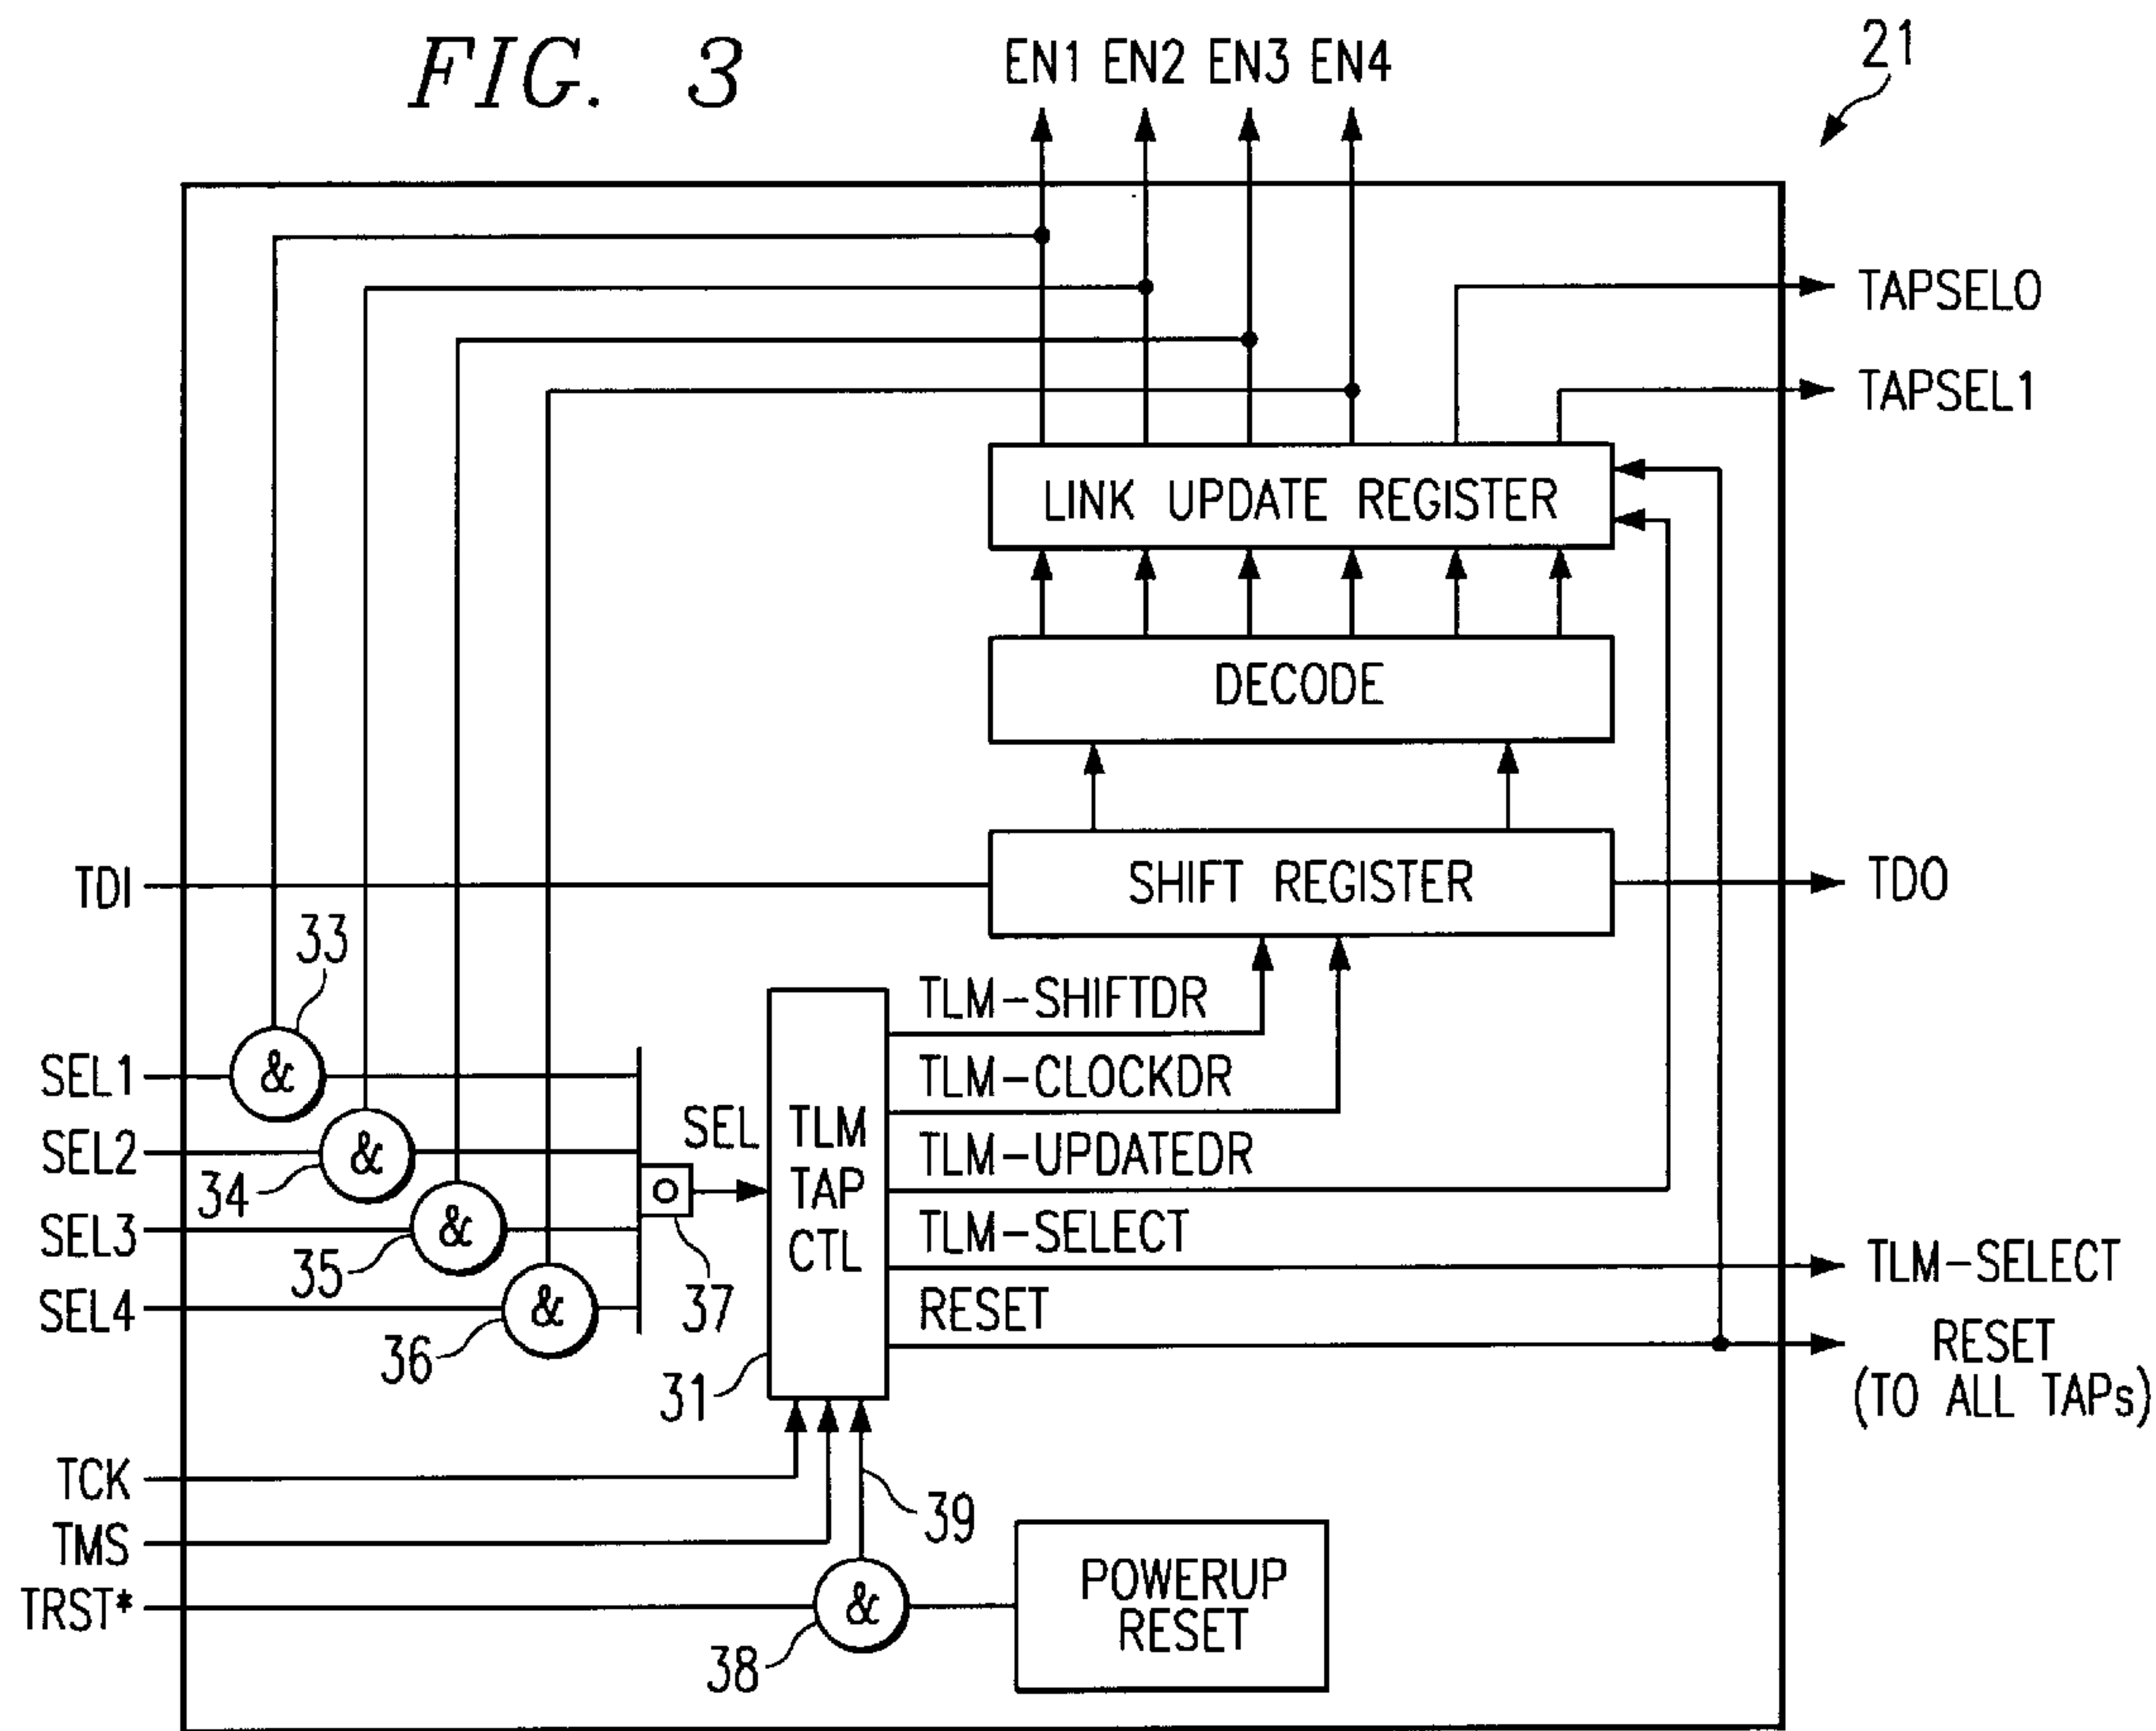 FIG. 3
EN1 EN2 EN3 EN4
21
TAPSEL0
TAPSEL1
LINK UPDATE REGISTER
DECODE
TDI
SHIFT REGISTER
TDO
33
TLM-SHIFTDR
SEL1
&
TLM-CLOCKDR
SEL2
&
34
SEL
TLM
TAP
CTL
TLM-UPDATEDR
SEL3
&
35
O
37
TLM-SELECT
TLM-SELECT
SEL4
&
36
31
RESET
RESET
(TO ALL TAPs)
TCK
39
TMS
TRST*
&
38
POWERUP
RESET